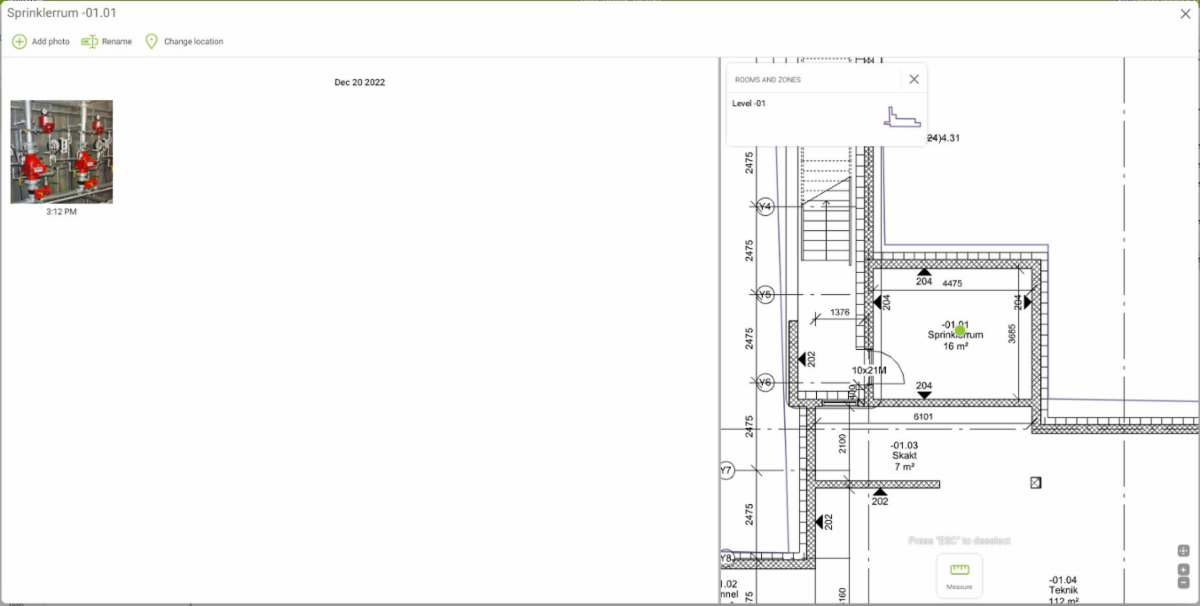 Sprinklerrum -01.01
Add photo
Rename
Change location
Dec 20 2022
3:12 PM
ROOMS AND ZONES
Level -01
24)4.31
2475
Y4
2475
204
4475
Y5
204
204
1376
-01.01
Sprinklerrum
16 m²
3685
2475
202
10x21M
Y6
204
400
6101
2475
2100
-01.03
Skakt
7 m²
Y7
202
2475
202
Press "ESC" to deselect
Y8
Measure
1.02
nnel
75
160
-01.04
Teknik
112 m²